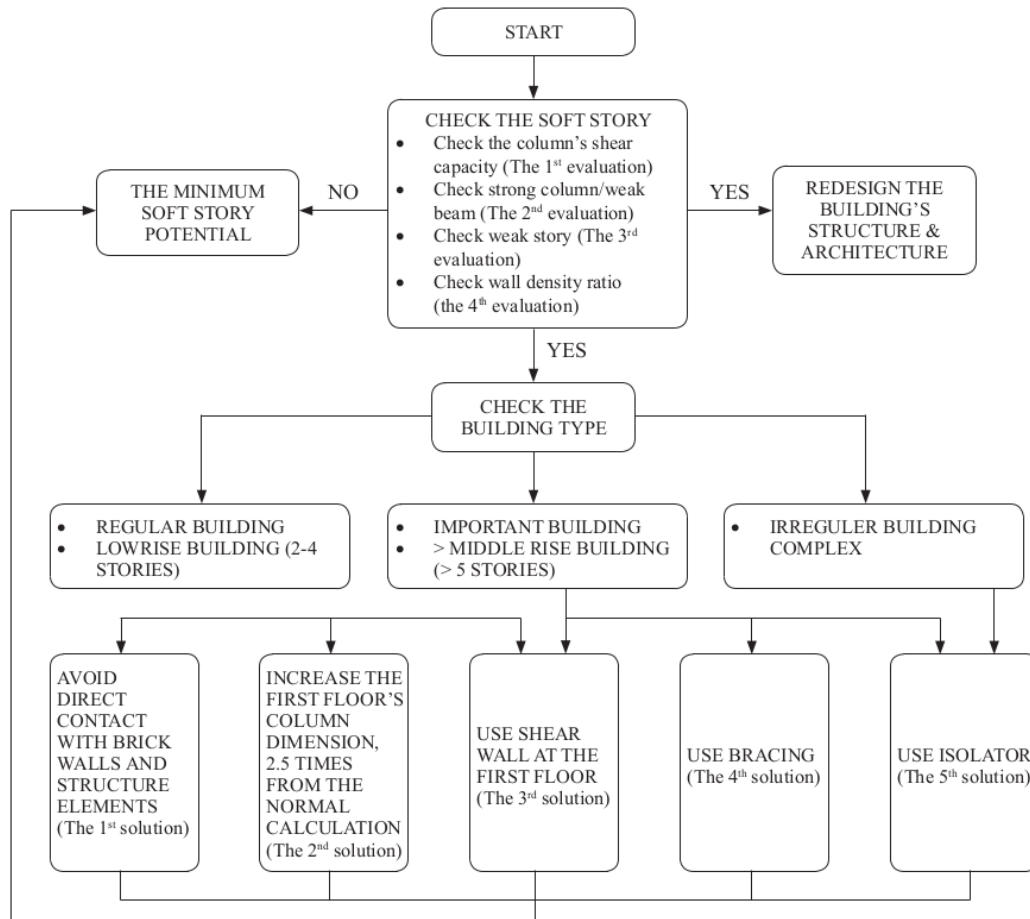 START
CHECK THE SOFT STORY
• Check the column's shear
capacity (The 1st evaluation)
• Check strong column/weak
beam (The 2nd evaluation)
• Check weak story (The 3rd
evaluation)
• Check wall density ratio
(the 4th evaluation)
NO
THE MINIMUM
SOFT STORY
POTENTIAL
YES
REDESIGN THE
BUILDING'S
STRUCTURE &
ARCHITECTURE
YES
CHECK THE
BUILDING TYPE
• REGULAR BUILDING
• LOWRISE BUILDING (2-4
STORIES)
• IMPORTANT BUILDING
• > MIDDLE RISE BUILDING
(> 5 STORIES)
• IRREGULER BUILDING
COMPLEX
AVOID
DIRECT
CONTACT
WITH BRICK
WALLS AND
STRUCTURE
ELEMENTS
(The 1st solution)
INCREASE THE
FIRST FLOOR'S
COLUMN
DIMENSION,
2.5 TIMES
FROM THE
NORMAL
CALCULATION
(The 2nd solution)
USE SHEAR
WALL AT THE
FIRST FLOOR
(The 3rd solution)
USE BRACING
(The 4th solution)
USE ISOLATOR
(The 5th solution)